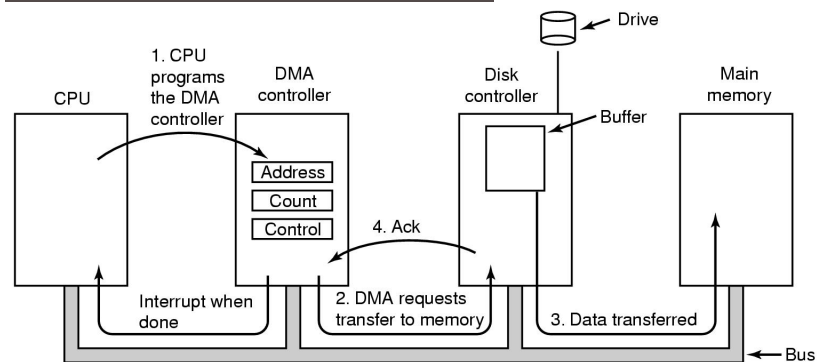 Drive
1. CPU
programs
the DMA
controller
CPU
DMA
controller
Disk
controller
Main
memory
Buffer
Address
Count
Control
4. Ack
Interrupt when
done
2. DMA requests
transfer to memory
3. Data transferred
Bus